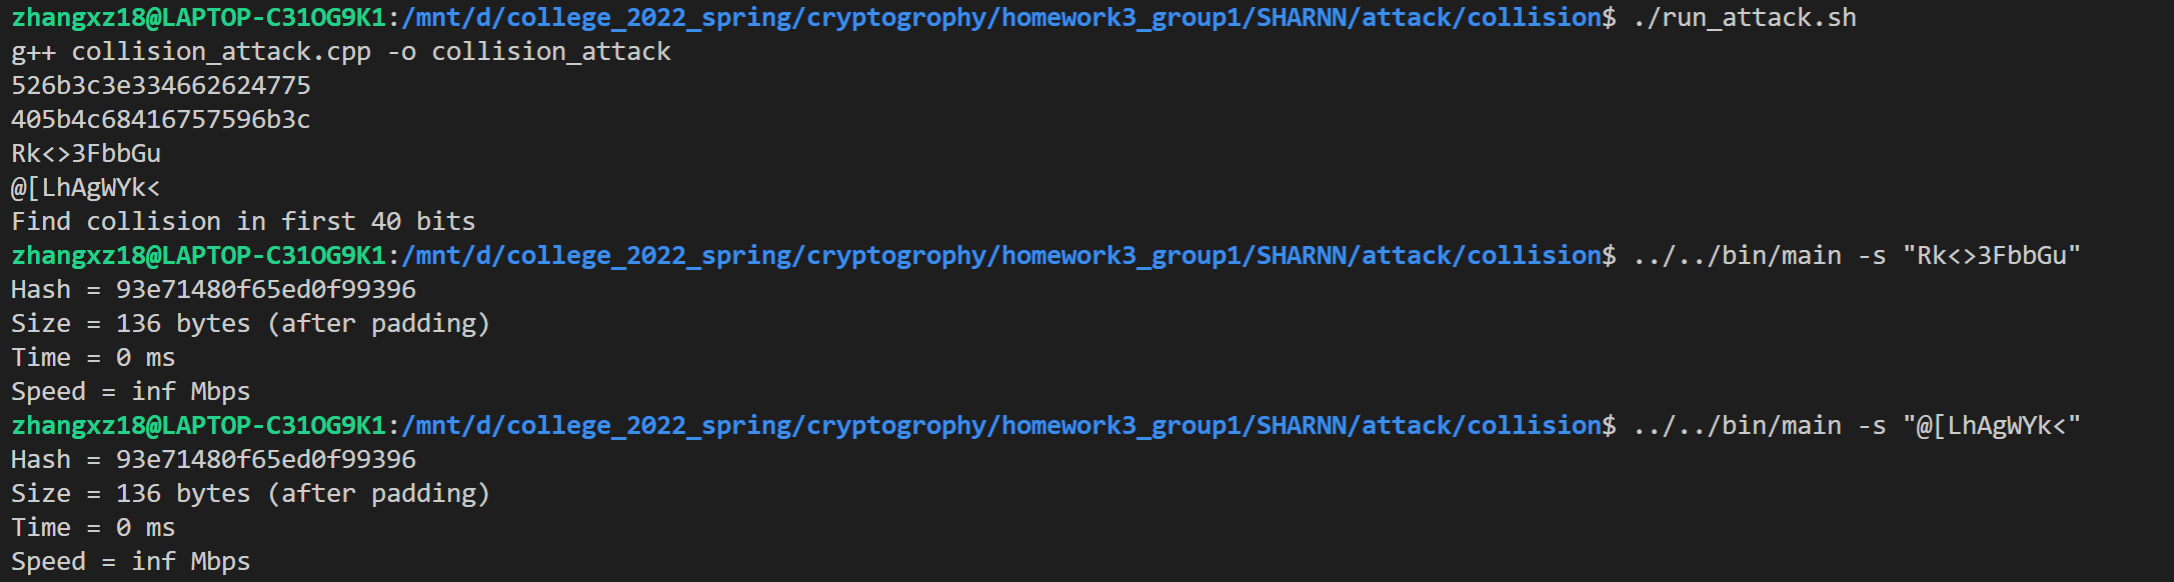 zhangxz18@LAPTOP-C31OG9K1:/mnt/d/college_2022_spring/cryptogrophy/homework3_group1/SHARNN/attack/collision$ ./run_attack.sh
g++ collision_attack.cpp -o collision_attack
526b3c3e334662624775
405b4c68416757596b3c
Rk<>3FbbGu
@[LhAgWYk<
Find collision in first 40 bits
zhangxz18@LAPTOP-C31OG9K1:/mnt/d/college_2022_spring/cryptogrophy/homework3_group1/SHARNN/attack/collision$ ../../bin/main -s "Rk<>3FbbGu"
Hash = 93e71480f65ed0f99396
Size = 136 bytes (after padding)
Time = 0 ms
Speed = inf Mbps
zhangxz18@LAPTOP-C31OG9K1:/mnt/d/college_2022_spring/cryptogrophy/homework3_group1/SHARNN/attack/collision$ ../../bin/main -s "@[LhAgWYk<"
Hash = 93e71480f65ed0f99396
Size = 136 bytes (after padding)
Time = 0 ms
Speed = inf Mbps